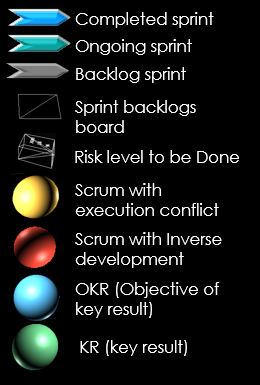 Completed sprint
Ongoing sprint
Backlog sprint
Sprint backlogs
board
Risk level to be Done
Scrum with
execution conflict
Scrum with Inverse
development
OKR (Objective of
key result)
KR (key result)